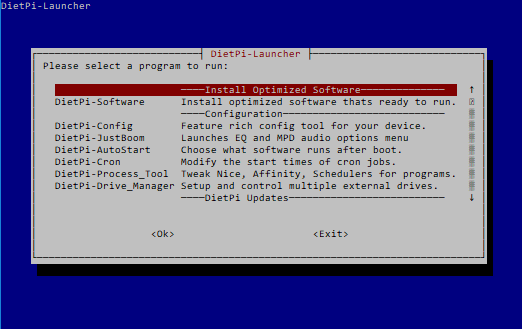 DietPi-Launcher
DietPi-Launcher
Please select a program to run:
Install Optimized Software
DietPi-Software Install optimized software thats ready to run.
Configuration
DietPi-Config Feature rich config tool for your device.
DietPi-JustBoom Launches EQ and MPD audio options menu
DietPi-AutoStart Choose what software runs after boot.
DietPi-Cron Modify the start times of cron jobs.
DietPi-Process_Tool Tweak Nice, Affinity, Schedulers for programs.
DietPi-Drive_Manager Setup and control multiple external drives.
DietPi Updates
<Ok> <Exit>